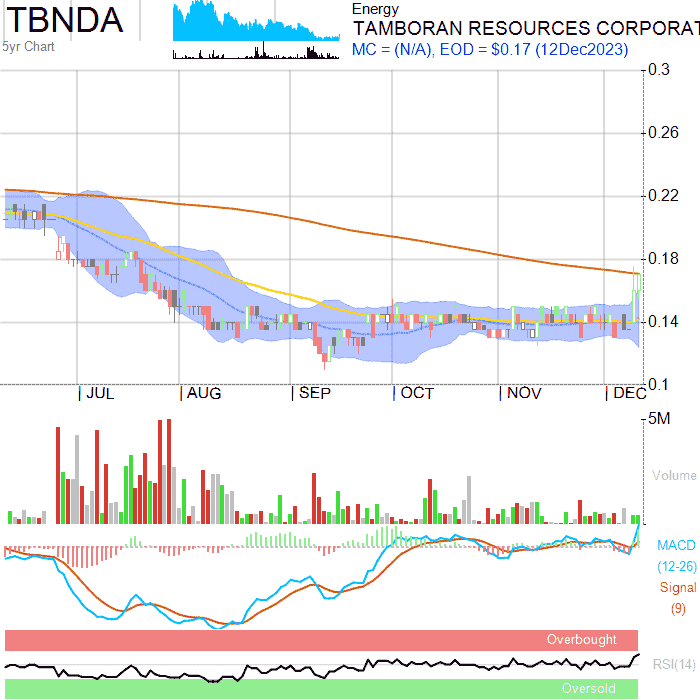 TBNDA
5yr Chart
Energy
TAMBORAN RESOURCES CORPORAT
MC = (N/A), EOD = $0.17 (12Dec2023)
0.3
0.26
0.22
0.18
0.14
0.1
| JUL
| AUG
| SEP
| OCT
| NOV
| DEC
5M
Volume
MACD
(12-26)
Signal
(9)
Overbought
RSI(14)
Oversold